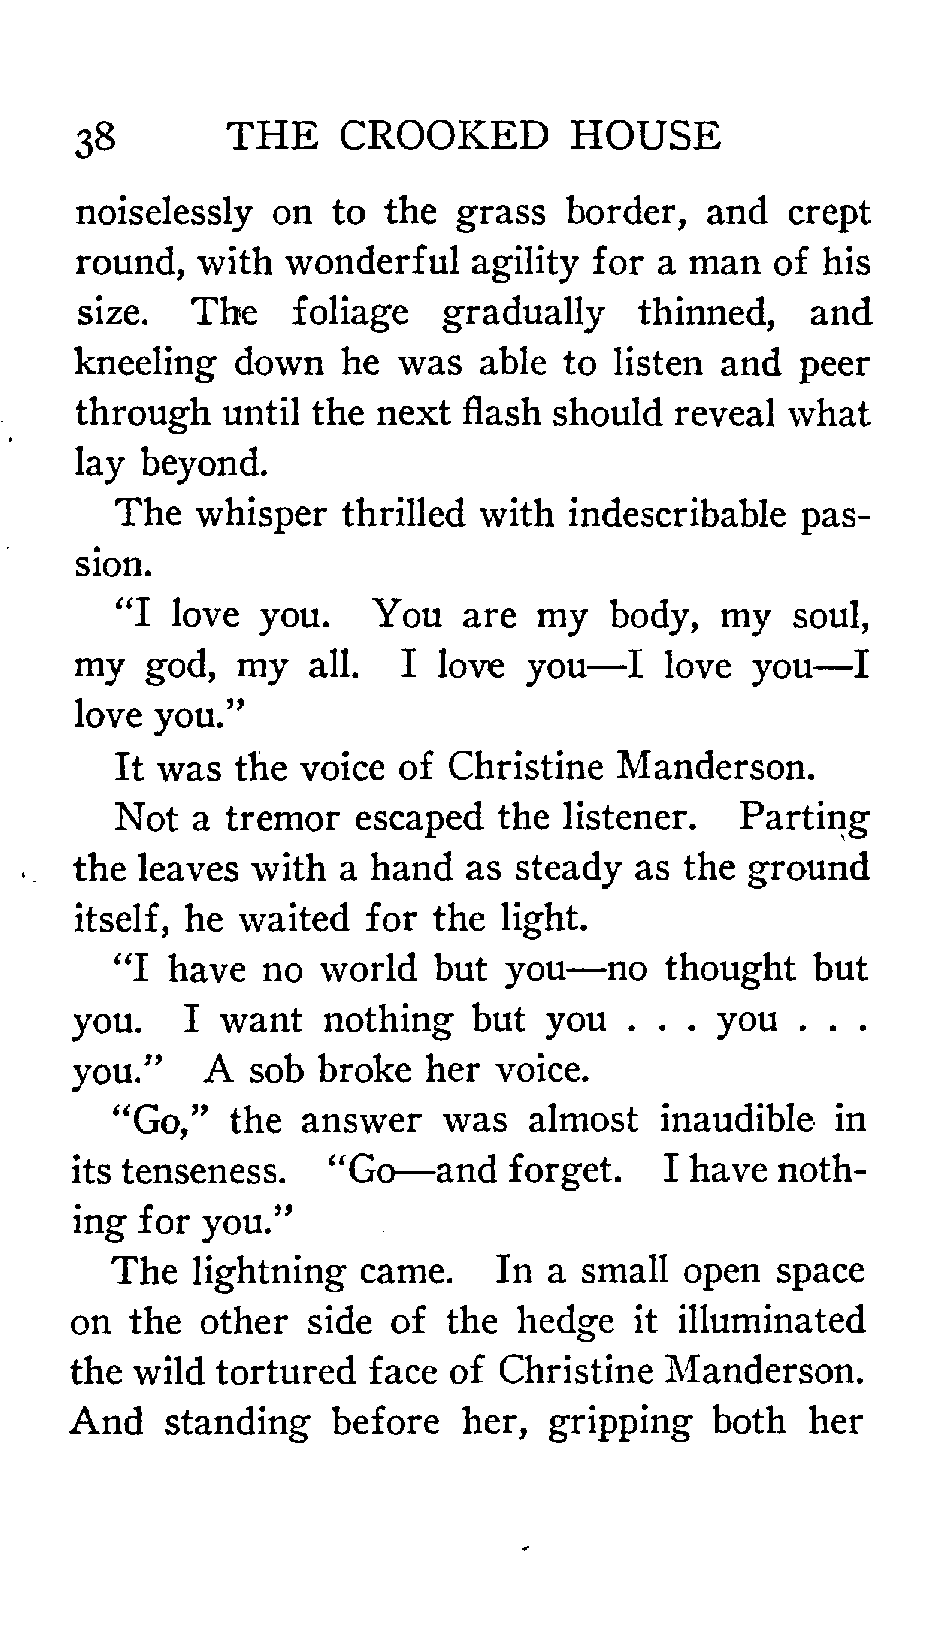 38 THE CROOKED HOUSE
noiselessly on to the grass border, and crept
round, with wonderful agility for a man of his
size. The foliage gradually thinned, and
kneeling down he was able to listen and peer
through until the next flash should reveal what
lay beyond.
The whisper thrilled with indescribable pas-
sion.
"I love you. You are my body, my soul,
my god, my all. I love you—I love you—I
love you."
It was the voice of Christine Manderson.
Not a tremor escaped the listener. Parting
the leaves with a hand as steady as the ground
itself, he waited for the light.
"I have no world but you—no thought but
you. I want nothing but you . . . you . . .
you." A sob broke her voice.
"Go," the answer was almost inaudible in
its tenseness. "Go—and forget. I have noth-
ing for you."
The lightning came. In a small open space
on the other side of the hedge it illuminated
the wild tortured face of Christine Manderson.
And standing before her, gripping both her